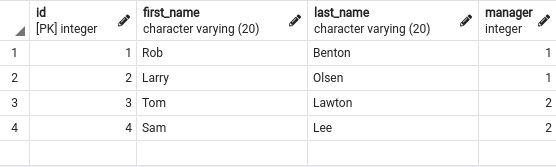 id first_name last_name manager
[PK] integer character varying (20) character varying (20) integer
1 1 Rob Benton 1
2 2 Larry Olsen 1
3 3 Tom Lawton 2
4 4 Sam Lee 2